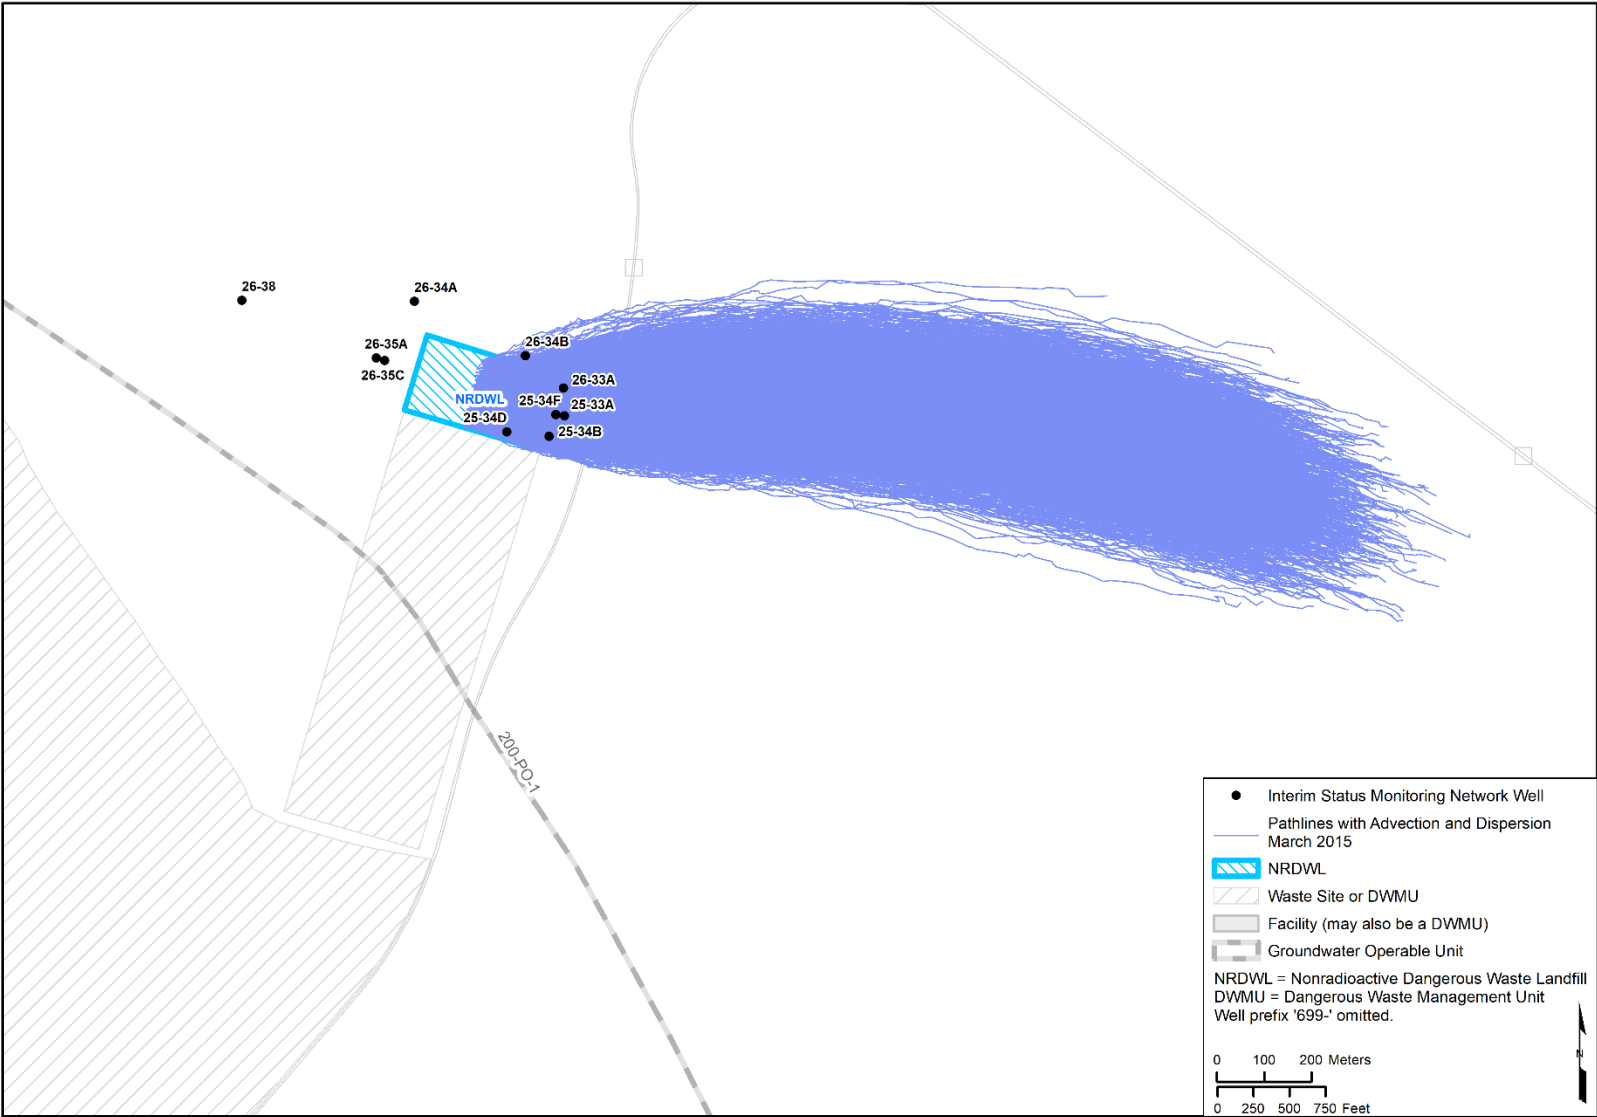 26-38
26-34A
26-35A
26-35C
26-34B
26-33A
NRDWL
25-34F
25-33A
25-34D
25-34B
200-PO-1
Interim Status Monitoring Network Well
Pathlines with Advection and Dispersion
March 2015
NRDWL
Waste Site or DWMU
Facility (may also be a DWMU)
Groundwater Operable Unit
NRDWL = Nonradioactive Dangerous Waste Landfill
DWMU = Dangerous Waste Management Unit
Well prefix '699-' omitted.
N
0 100 200 Meters
0 250 500 750 Feet